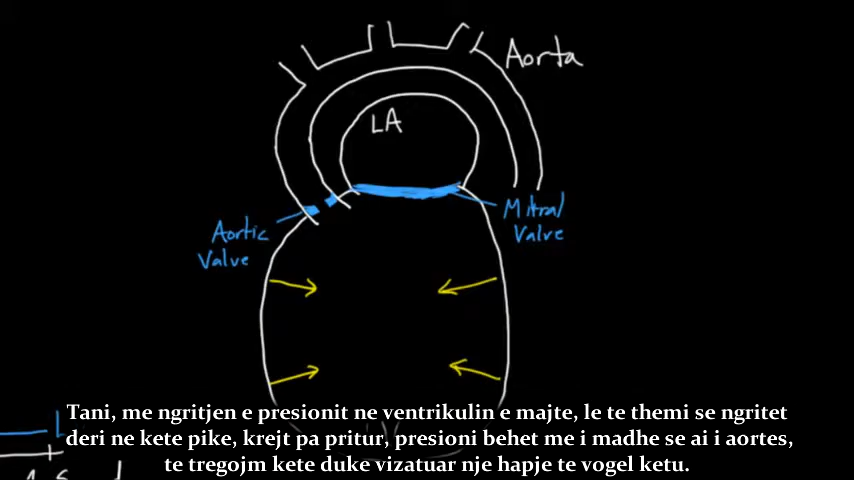 Aorta
LA
Mitral
Valve
Aortic
Valve
Tani, me ngritjen e presionit ne ventrikulin e majte, le te themi se ngritet
deri ne kete pike, krejt pa pritur, presioni behet me i madhe se ai i aortes,
te tregojm kete duke vizatuar nje hapje te vogel ketu.